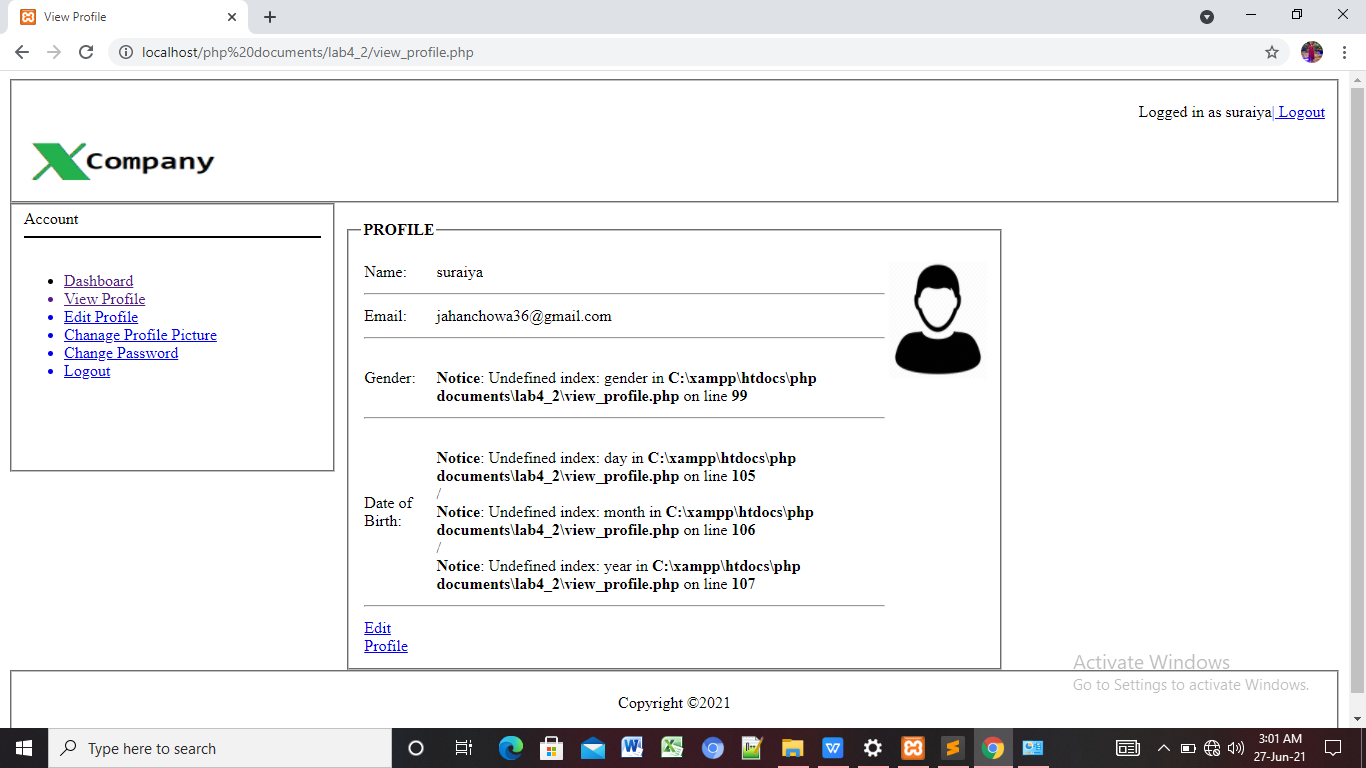 View Profile
localhost/php%20documents/lab4_2/view_profile.php
Logged in as suraiya| Logout
X Company
Account
Dashboard
View Profile
Edit Profile
Chanage Profile Picture
Change Password
Logout
PROFILE
Name: suraiya
Email: jahanchowa36@gmail.com
Gender: Notice: Undefined index: gender in C:\xampp\htdocs\php
documents\lab4_2\view_profile.php on line 99
Date of
Birth:
Notice: Undefined index: day in C:\xampp\htdocs\php
documents\lab4_2\view_profile.php on line 105
/
Notice: Undefined index: month in C:\xampp\htdocs\php
documents\lab4_2\view_profile.php on line 106
/
Notice: Undefined index: year in C:\xampp\htdocs\php
documents\lab4_2\view_profile.php on line 107
Edit
Profile
Activate Windows
Go to Settings to activate Windows.
Copyright ©2021
Type here to search
3:01 AM
27-Jun-21